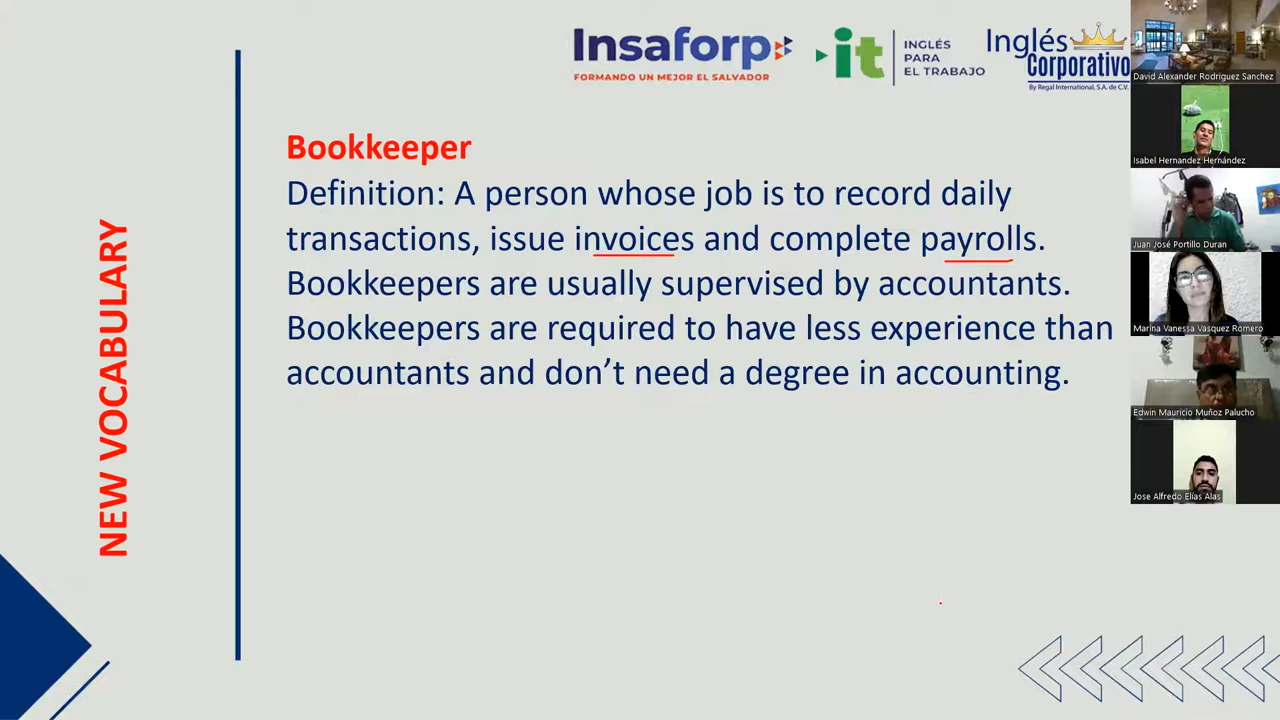 Insaforp
FORMANDO UN MEJOR EL SALVADOR
it
INGLÉS
PARA
EL TRABAJO
Inglés
Corporativo
By Regal International, S.A. de C.V.
NEW VOCABULARY
Bookkeeper
Definition: A person whose job is to record daily
transactions, issue invoices and complete payrolls.
Bookkeepers are usually supervised by accountants.
Bookkeepers are required to have less experience than
accountants and don’t need a degree in accounting.
David Alexander Rodriguez Sanchez
Isabel Hernandez Hernández
Juan José Portillo Duran
Marina Vanessa Vasquez Romero
Edwin Mauricio Muñoz Palucho
Jose Alfredo Elías Alas